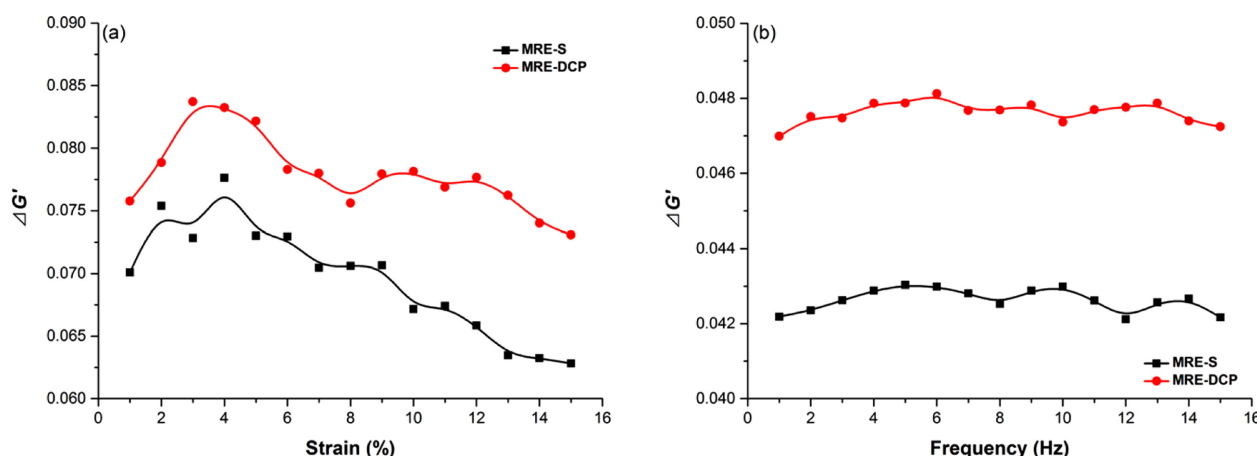 (a)
MRE-S
MRE-DCP
0.090
0.085
0.080
0.075
0.070
0.065
0.060
ΔG'
0 2 4 6 8 10 12 14 16
Strain (%)
(b)
MRE-S
MRE-DCP
0.050
0.048
0.046
0.044
0.042
0.040
ΔG'
0 2 4 6 8 10 12 14 16
Frequency (Hz)